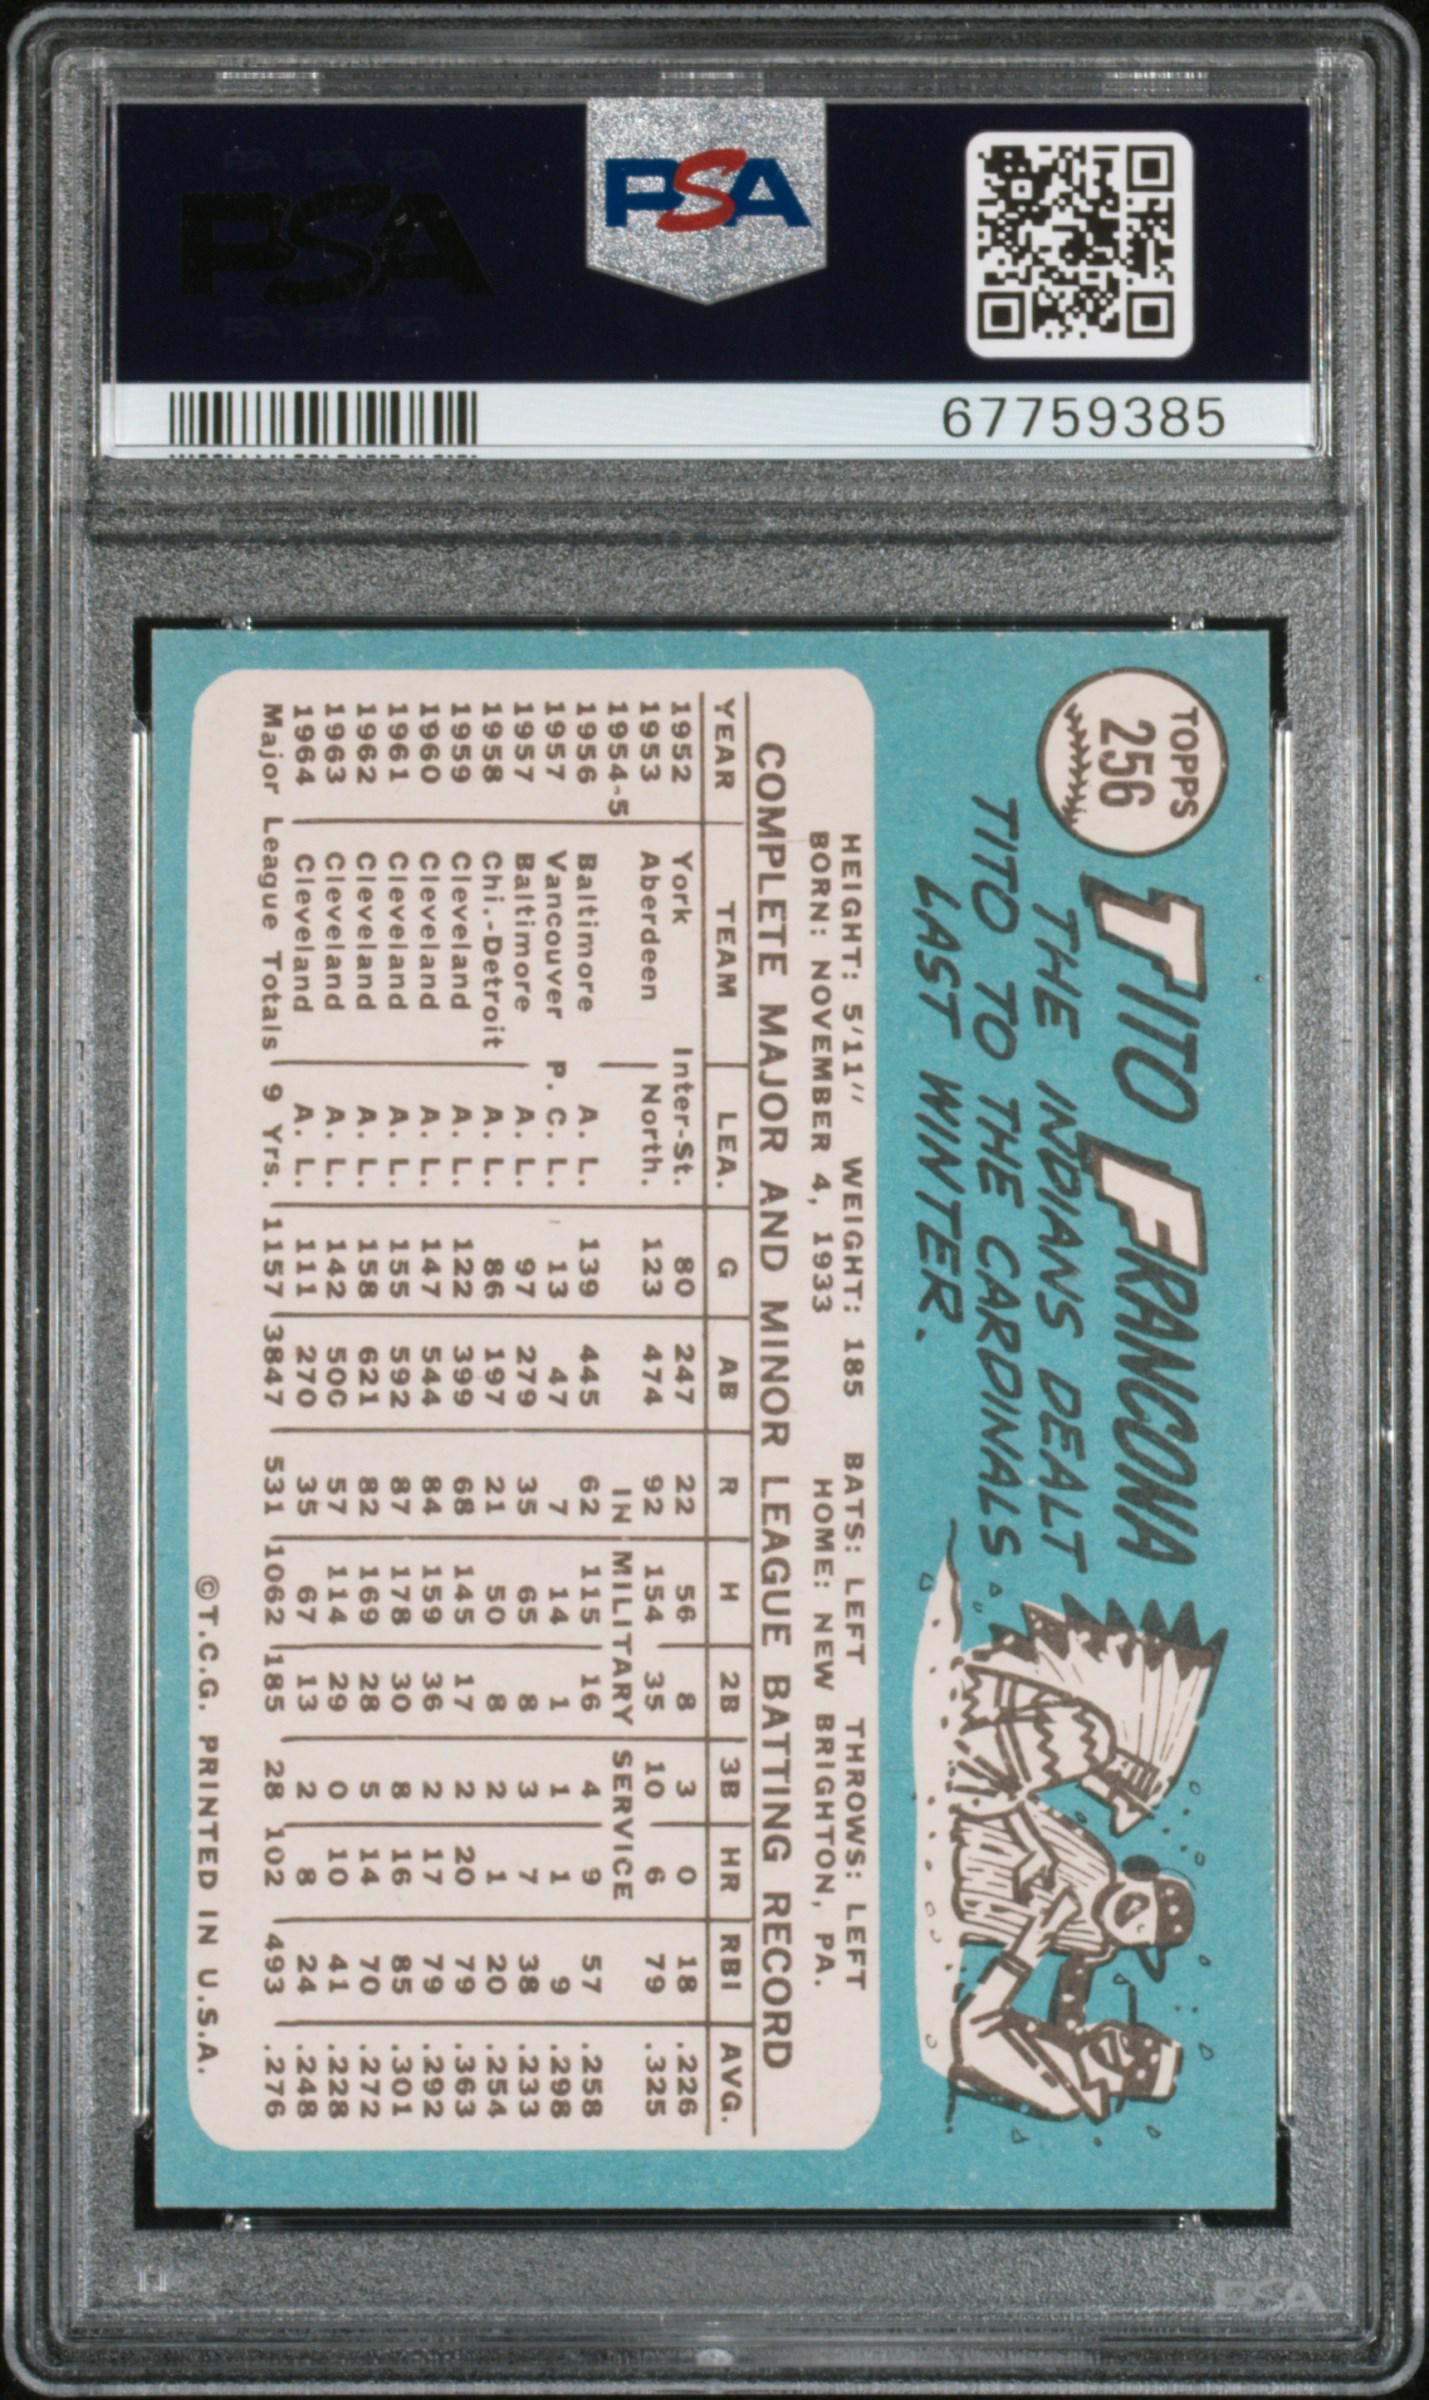 PSA PSA PSA
PSA
PSA PSA PSA
PSA
67759385
TOPPS
256
TITO FRANCONA
THE INDIANS DEALT
TITO TO THE CARDINALS
LAST WINTER.
HEIGHT: 5'11" WEIGHT: 185 BATS: LEFT THROWS: LEFT
BORN: NOVEMBER 4, 1933 HOME: NEW BRIGHTON, PA.
COMPLETE MAJOR AND MINOR LEAGUE BATTING RECORD
YEAR TEAM LEA. G AB R H 2B 3B HR RBI AVG.
1952 York Inter-St. 80 247 22 56 8 3 0 18 .226
1953 Aberdeen North. 123 474 92 154 35 10 6 79 .325
1954-5 IN MILITARY SERVICE
1956 Baltimore A. L. 139 445 62 115 16 4 9 57 .258
1957 Vancouver P. C. L. 13 47 7 14 1 1 1 9 .298
1957 Baltimore A. L. 97 279 35 65 8 3 7 38 .233
1958 Chi.-Detroit A. L. 86 197 21 50 8 2 1 20 .254
1959 Cleveland A. L. 122 399 68 145 17 2 20 79 .363
1960 Cleveland A. L. 147 544 84 159 36 2 17 79 .292
1961 Cleveland A. L. 155 592 87 178 30 8 16 85 .301
1962 Cleveland A. L. 158 621 82 169 28 5 14 70 .272
1963 Cleveland A. L. 142 500 57 114 29 0 10 41 .228
1964 Cleveland A. L. 111 270 35 67 13 2 8 24 .248
Major League Totals 9 Yrs. 1157 3847 531 1062 185 28 102 493 .276
©T.C.G. PRINTED IN U.S.A.
PSA